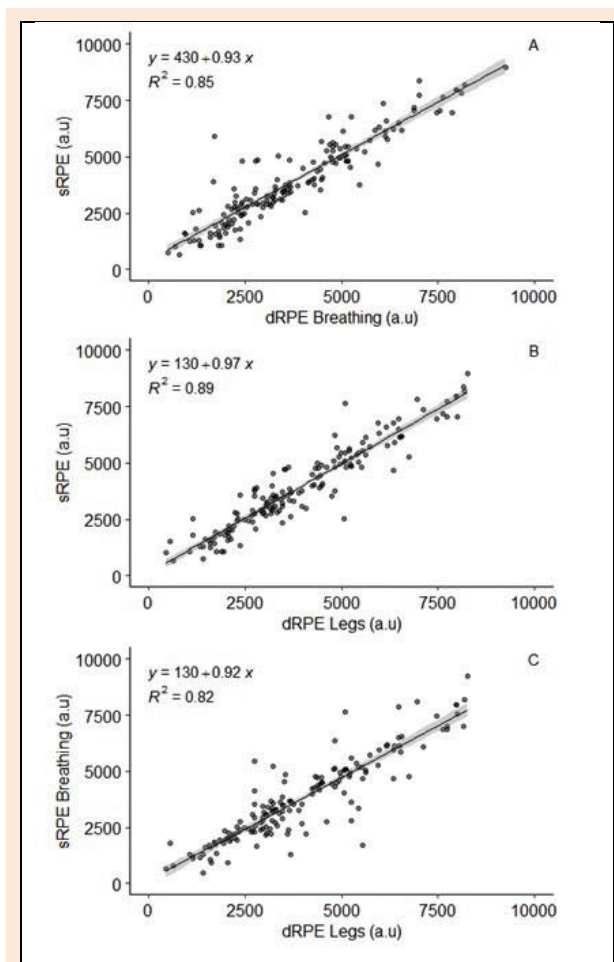 A
y = 430 + 0.93 x
R² = 0.85
sRPE (a.u)
10000
7500
5000
2500
0
0 2500 5000 7500 10000
dRPE Breathing (a.u)
B
y = 130 + 0.97 x
R² = 0.89
sRPE (a.u)
10000
7500
5000
2500
0
0 2500 5000 7500 10000
dRPE Legs (a.u)
C
y = 130 + 0.92 x
R² = 0.82
sRPE Breathing (a.u)
10000
7500
5000
2500
0
0 2500 5000 7500 10000
dRPE Legs (a.u)